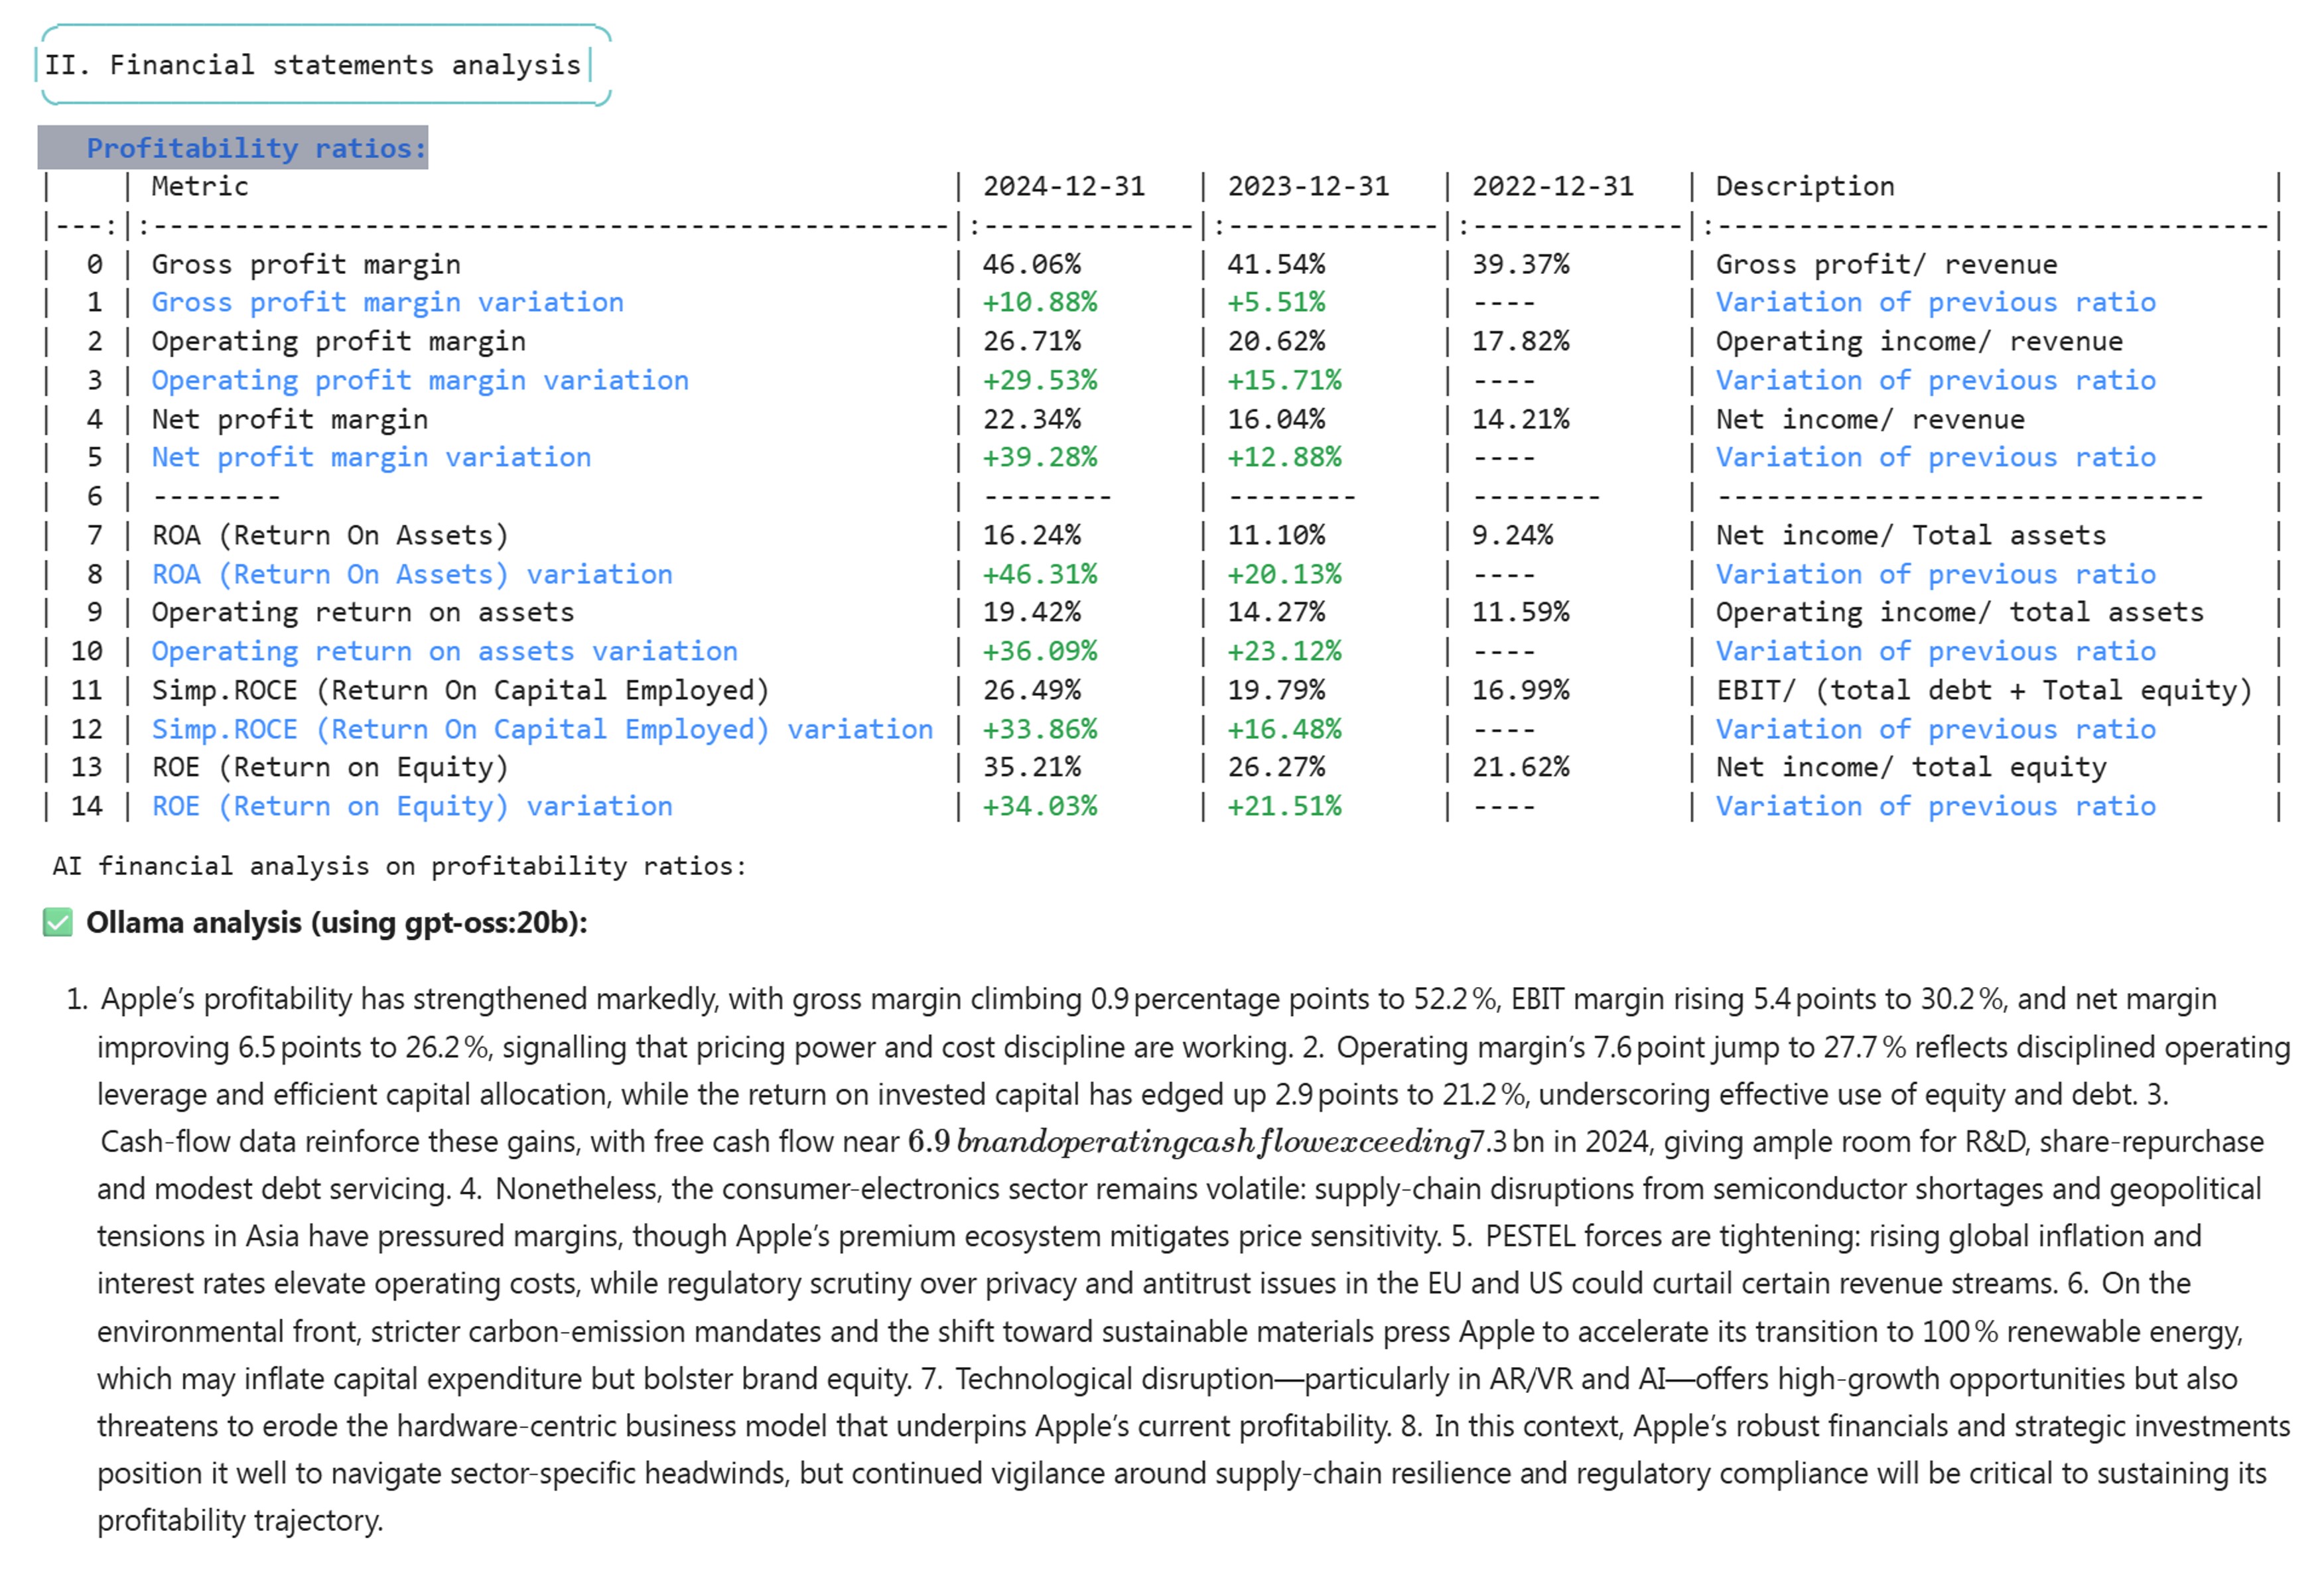 II. Financial statements analysis
Profitability ratios:
|    | Metric                                          | 2024-12-31   | 2023-12-31   | 2022-12-31   | Description                       |
|---:|:------------------------------------------------|:-------------|:-------------|:-------------|:----------------------------------|
|  0 | Gross profit margin                             | 46.06%       | 41.54%       | 39.37%       | Gross profit/ revenue             |
|  1 | Gross profit margin variation                   | +10.88%      | +5.51%       | ----         | Variation of previous ratio       |
|  2 | Operating profit margin                         | 26.71%       | 20.62%       | 17.82%       | Operating income/ revenue         |
|  3 | Operating profit margin variation               | +29.53%      | +15.71%      | ----         | Variation of previous ratio       |
|  4 | Net profit margin                               | 22.34%       | 16.04%       | 14.21%       | Net income/ revenue               |
|  5 | Net profit margin variation                     | +39.28%      | +12.88%      | ----         | Variation of previous ratio       |
|  6 | --------                                        | --------     | --------     | --------     | ------------------------------    |
|  7 | ROA (Return On Assets)                          | 16.24%       | 11.10%       | 9.24%        | Net income/ Total assets          |
|  8 | ROA (Return On Assets) variation                | +46.31%      | +20.13%      | ----         | Variation of previous ratio       |
|  9 | Operating return on assets                      | 19.42%       | 14.27%       | 11.59%       | Operating income/ total assets    |
| 10 | Operating return on assets variation            | +36.09%      | +23.12%      | ----         | Variation of previous ratio       |
| 11 | Simp.ROCE (Return On Capital Employed)          | 26.49%       | 19.79%       | 16.99%       | EBIT/ (total debt + Total equity) |
| 12 | Simp.ROCE (Return On Capital Employed) variation | +33.86%      | +16.48%      | ----         | Variation of previous ratio       |
| 13 | ROE (Return on Equity)                          | 35.21%       | 26.27%       | 21.62%       | Net income/ total equity          |
| 14 | ROE (Return on Equity) variation                | +34.03%      | +21.51%      | ----         | Variation of previous ratio       |
AI financial analysis on profitability ratios:
✅ Ollama analysis (using gpt-oss:20b):
1. Apple’s profitability has strengthened markedly, with gross margin climbing 0.9 percentage points to 52.2 %, EBIT margin rising 5.4 points to 30.2 %, and net margin
improving 6.5 points to 26.2 %, signalling that pricing power and cost discipline are working. 2. Operating margin’s 7.6 point jump to 27.7 % reflects disciplined operating
leverage and efficient capital allocation, while the return on invested capital has edged up 2.9 points to 21.2 %, underscoring effective use of equity and debt. 3.
Cash-flow data reinforce these gains, with free cash flow near 6.9 bnandoperatingcashflowexceeding7.3 bn in 2024, giving ample room for R&D, share-repurchase
and modest debt servicing. 4. Nonetheless, the consumer-electronics sector remains volatile: supply-chain disruptions from semiconductor shortages and geopolitical
tensions in Asia have pressured margins, though Apple’s premium ecosystem mitigates price sensitivity. 5. PESTEL forces are tightening: rising global inflation and
interest rates elevate operating costs, while regulatory scrutiny over privacy and antitrust issues in the EU and US could curtail certain revenue streams. 6. On the
environmental front, stricter carbon-emission mandates and the shift toward sustainable materials press Apple to accelerate its transition to 100 % renewable energy,
which may inflate capital expenditure but bolster brand equity. 7. Technological disruption—particularly in AR/VR and AI—offers high-growth opportunities but also
threatens to erode the hardware-centric business model that underpins Apple’s current profitability. 8. In this context, Apple’s robust financials and strategic investments
position it well to navigate sector-specific headwinds, but continued vigilance around supply-chain resilience and regulatory compliance will be critical to sustaining its
profitability trajectory.